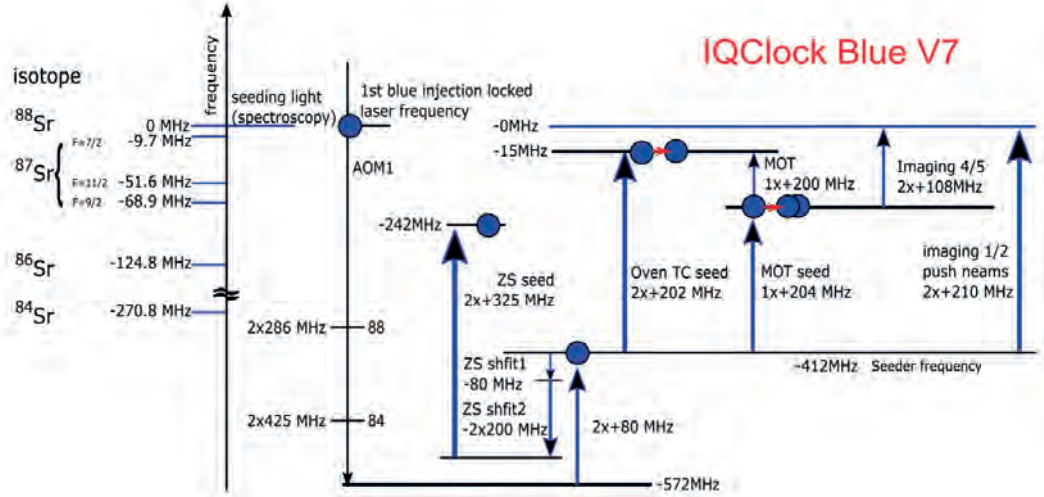 IQClock Blue V7
isotope
frequency
seeding light
(spectroscopy)
1st blue injection locked
laser frequency
88Sr
0 MHz
F=7/2
-9.7 MHz
87Sr
F=11/2
-51.6 MHz
F=9/2
-68.9 MHz
86Sr
-124.8 MHz
84Sr
-270.8 MHz
AOM1
-0MHz
-15MHz
MOT
1x+200 MHz
Imaging 4/5
2x+108MHz
-242MHz
ZS seed
2x+325 MHz
Oven TC seed
2x+202 MHz
MOT seed
1x+204 MHz
imaging 1/2
push neams
2x+210 MHz
2x286 MHz
88
-412MHz Seeder frequency
ZS shfit1
-80 MHz
ZS shfit2
-2x200 MHz
2x425 MHz
84
2x+80 MHz
-572MHz